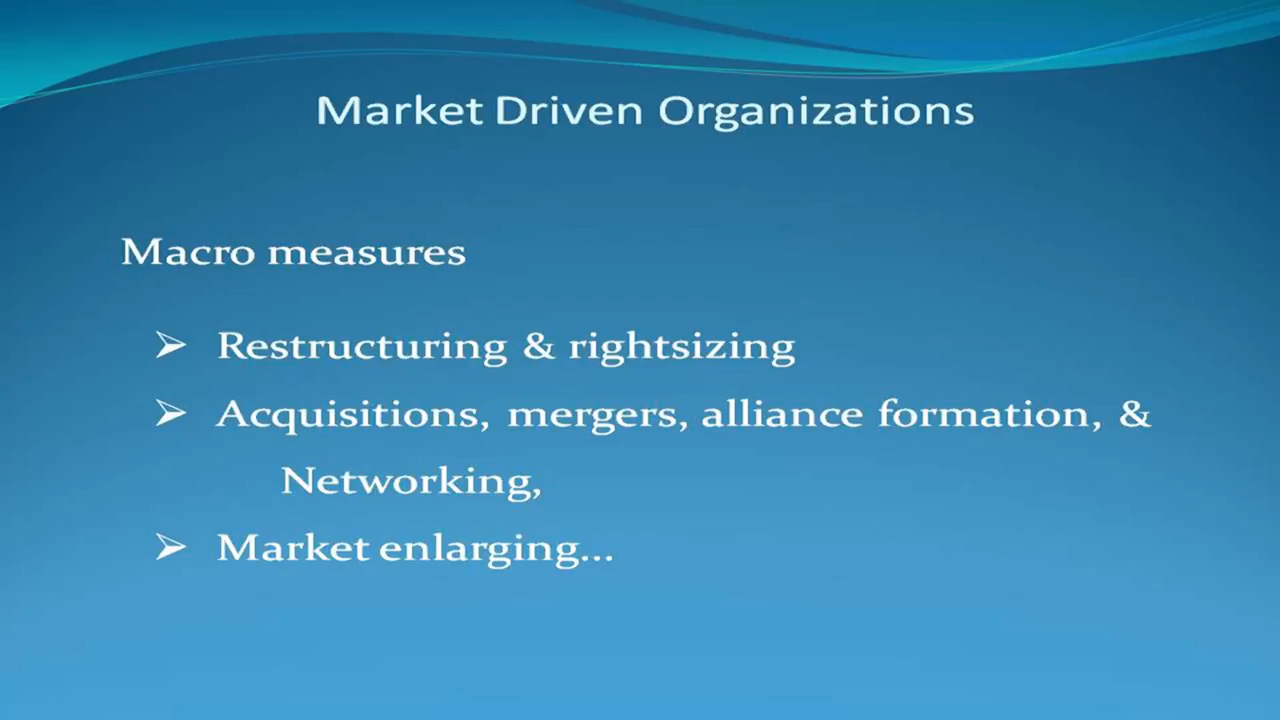 Market Driven Organizations
Macro measures
➢ Restructuring & rightsizing
➢ Acquisitions, mergers, alliance formation, &
Networking,
➢ Market enlarging...